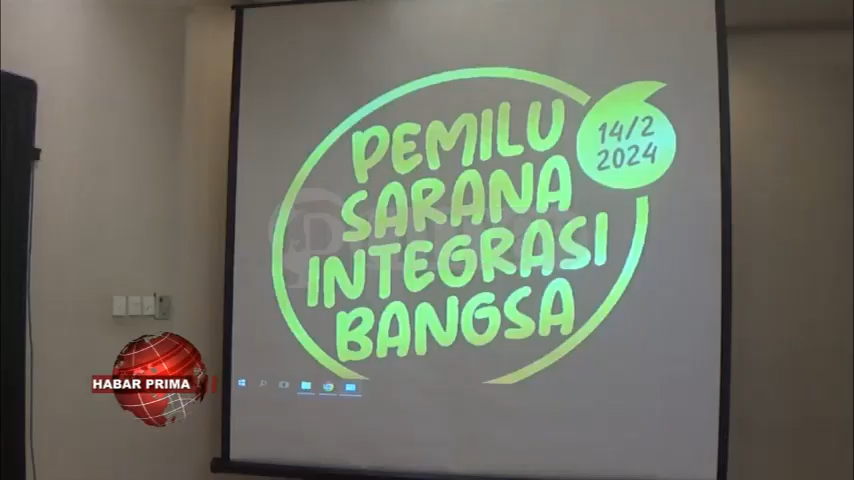 PEMILU
SARANA
INTEGRASI
BANGSA
14/2
2024
HABAR PRIMA